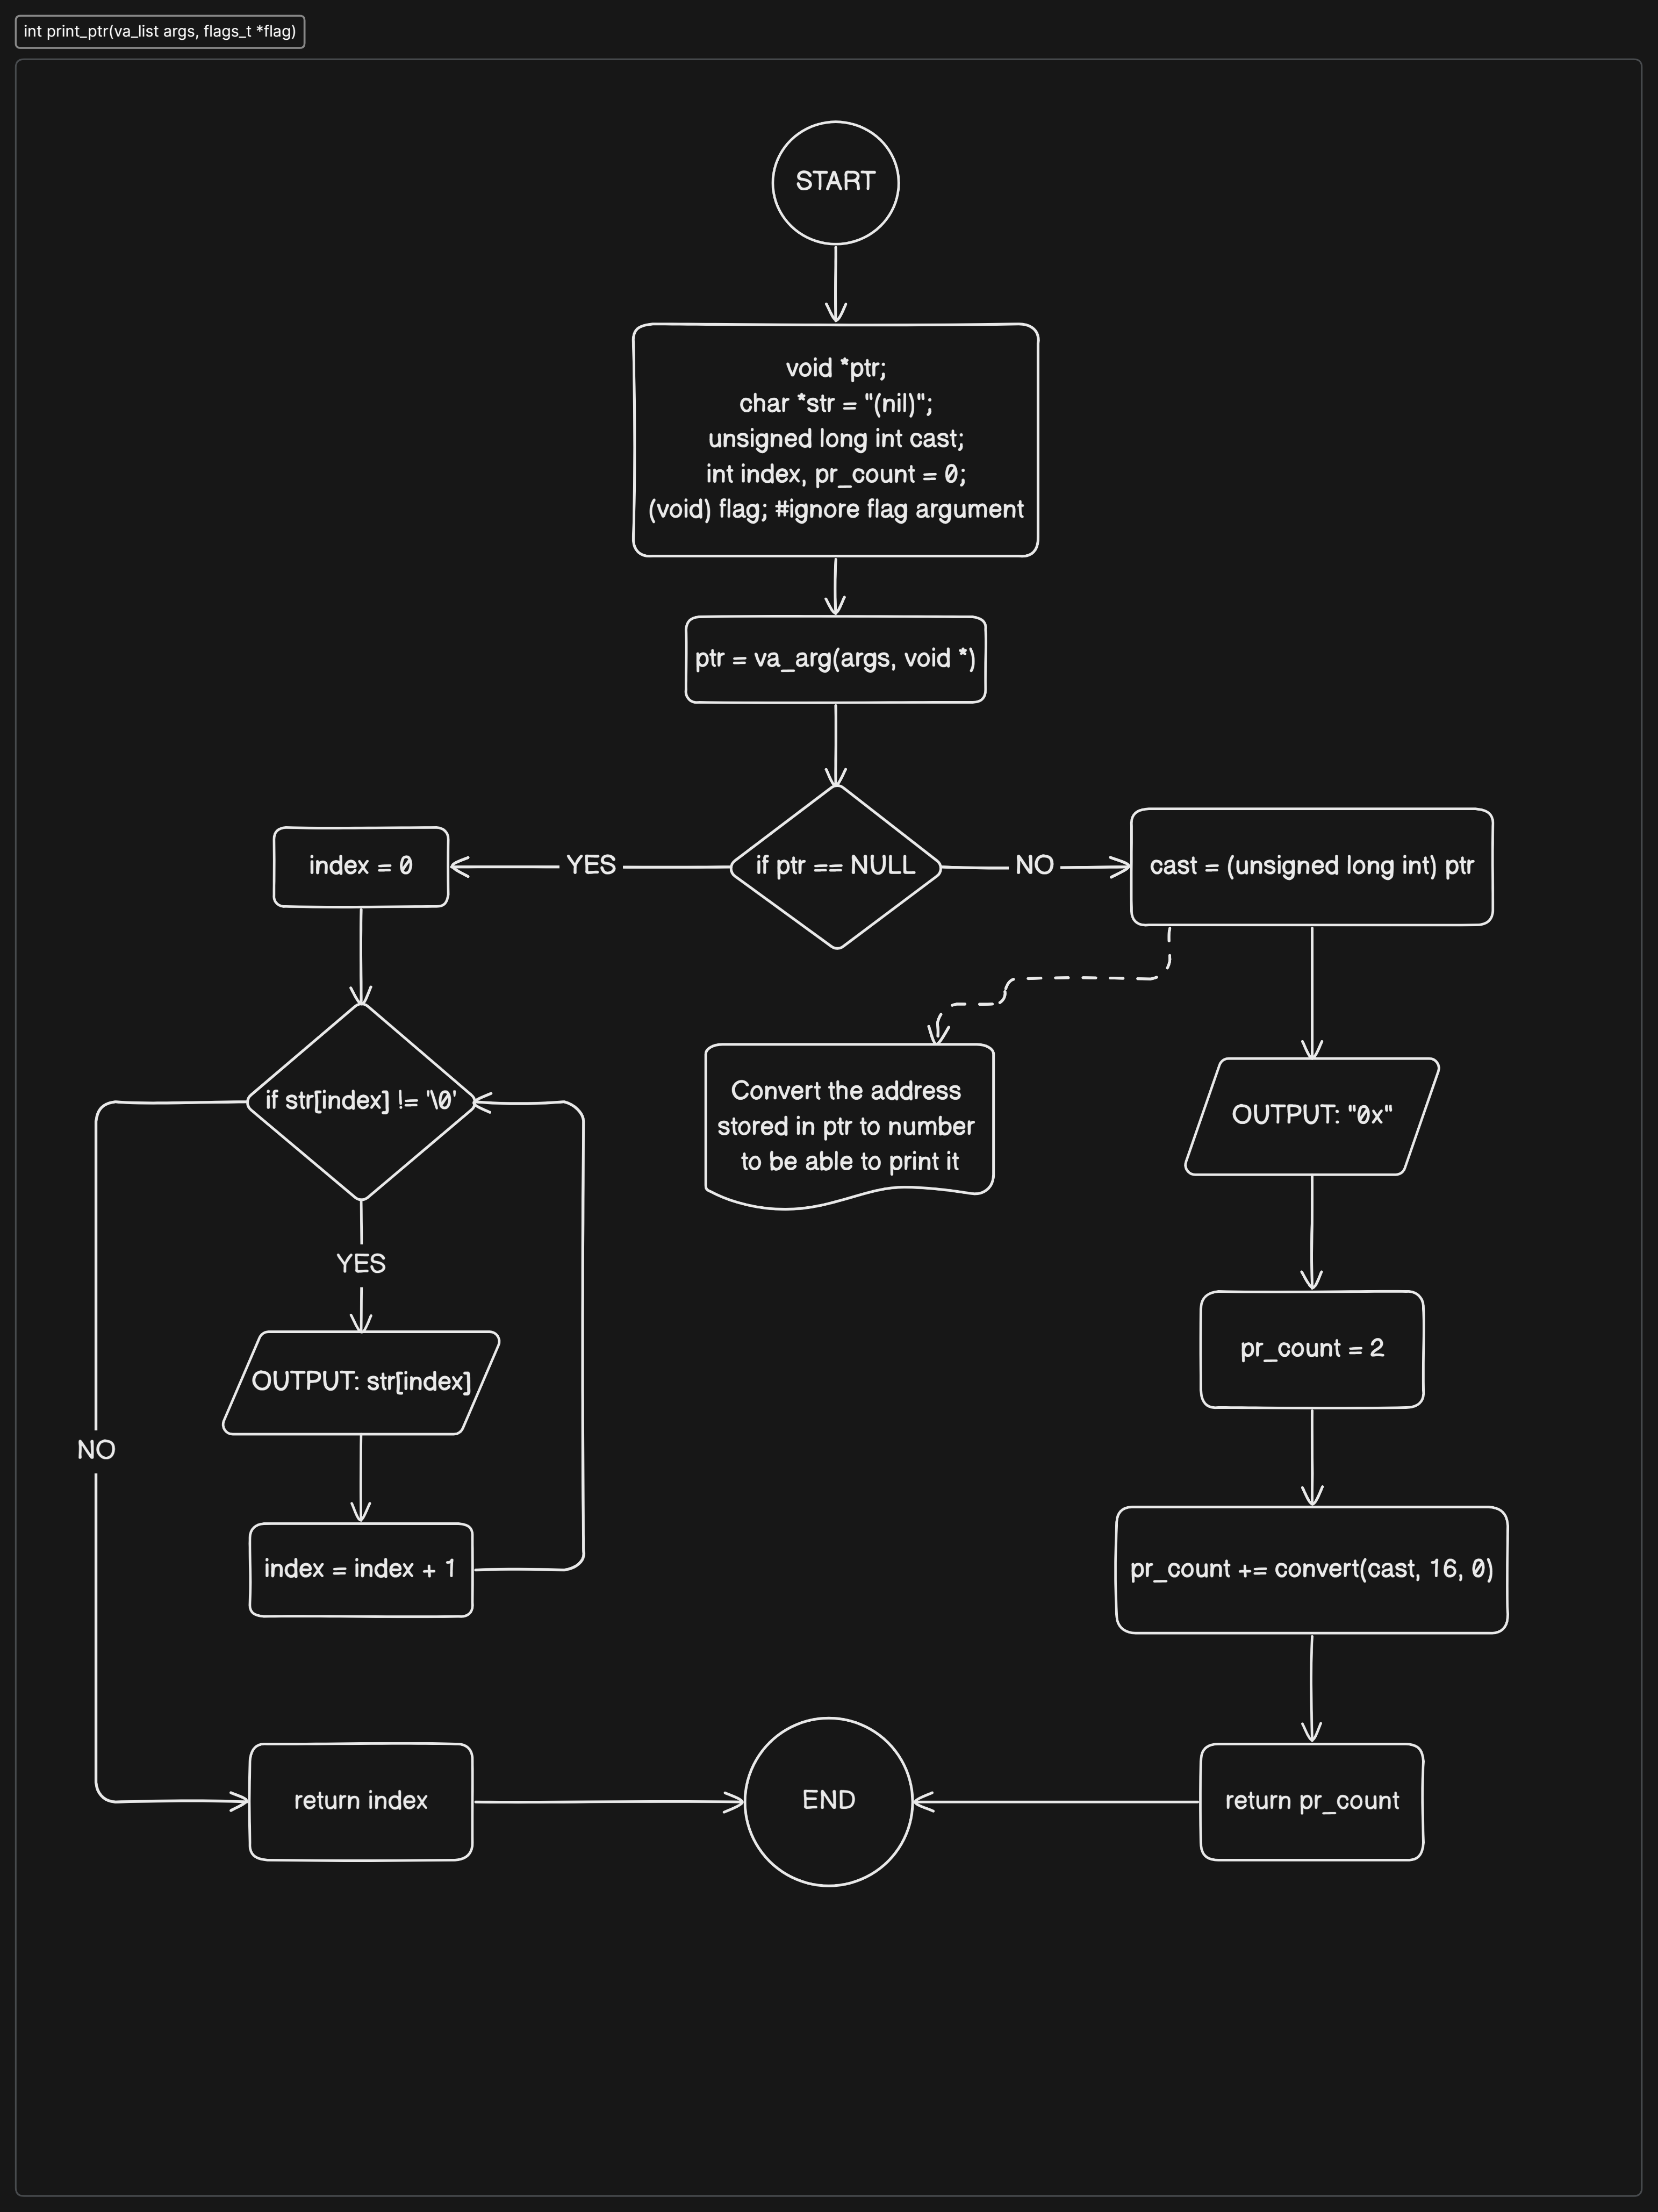 int print_ptr(va_list args, flags_t *flag)
START
void *ptr;
char *str = "(nil)";
unsigned long int cast;
int index, pr_count = 0;
(void) flag; #ignore flag argument
ptr = va_arg(args, void *)
index = 0
YES
if ptr == NULL
NO
cast = (unsigned long int) ptr
if str[index] != '\0'
Convert the address
stored in ptr to number
to be able to print it
OUTPUT: "0x"
YES
OUTPUT: str[index]
pr_count = 2
NO
index = index + 1
pr_count += convert(cast, 16, 0)
return index
END
return pr_count